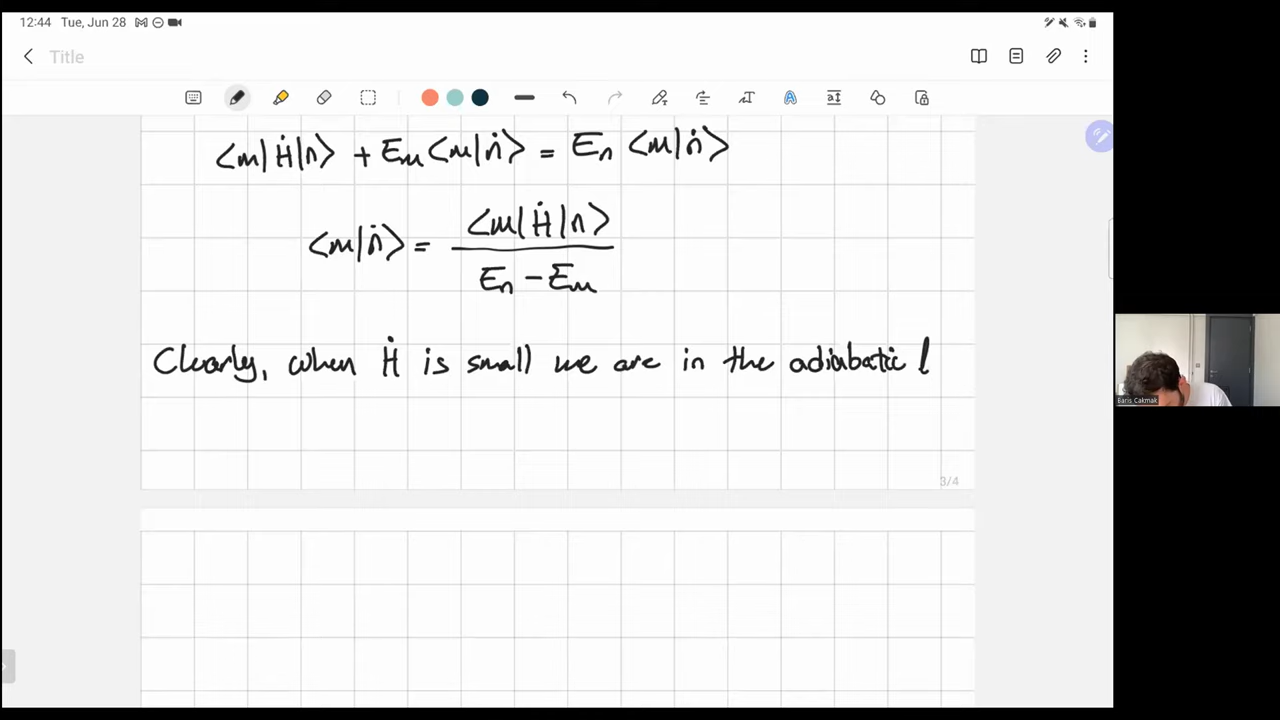 12:44 Tue, Jun 28
Title
⟨m|Ḣ|n⟩ + Em⟨m|ṅ⟩ = En ⟨m|ṅ⟩
⟨m|ṅ⟩ = ⟨m|Ḣ|n⟩ / En − Em
Clearly, when Ḣ is small we are in the adiabatic l
3/4
Baris Cakmak